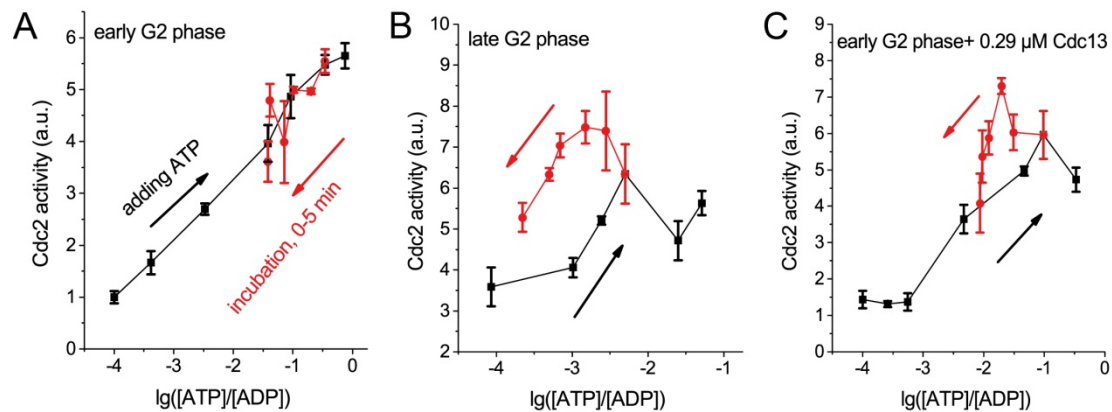 A
early G2 phase
Cdc2 activity (a.u.)
6
5
4
3
2
1
0
adding ATP
incubation, 0-5 min
-4
-3
-2
-1
0
lg([ATP]/[ADP])
B
late G2 phase
Cdc2 activity (a.u.)
10
9
8
7
6
5
4
3
2
-4
-3
-2
-1
lg([ATP]/[ADP])
C
early G2 phase+ 0.29 μM Cdc13
Cdc2 activity (a.u.)
9
8
7
6
5
4
3
2
1
0
-4
-3
-2
-1
0
lg([ATP]/[ADP])